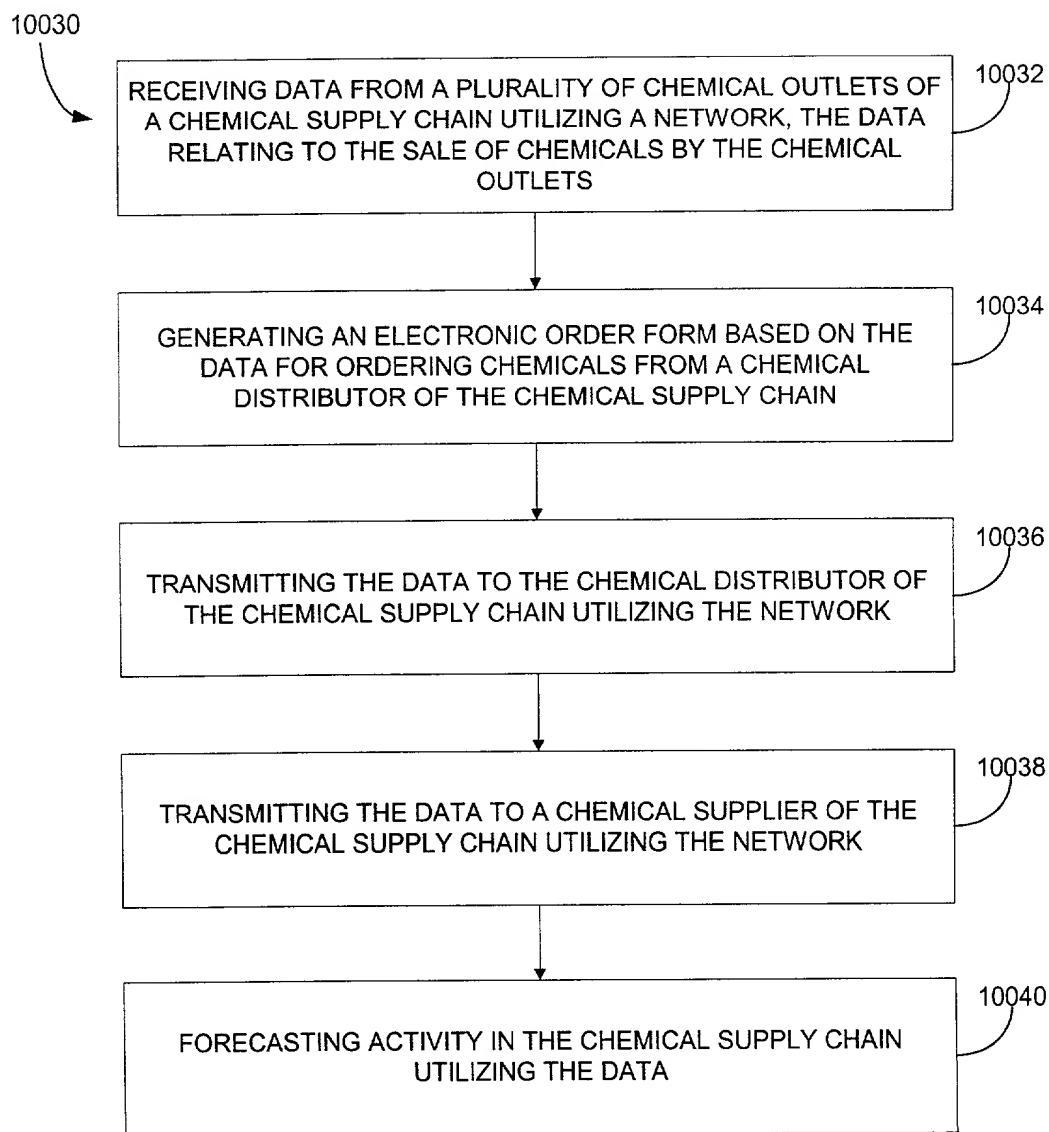 10030
10032
RECEIVING DATA FROM A PLURALITY OF CHEMICAL OUTLETS OF
A CHEMICAL SUPPLY CHAIN UTILIZING A NETWORK, THE DATA
RELATING TO THE SALE OF CHEMICALS BY THE CHEMICAL
OUTLETS
10034
GENERATING AN ELECTRONIC ORDER FORM BASED ON THE
DATA FOR ORDERING CHEMICALS FROM A CHEMICAL
DISTRIBUTOR OF THE CHEMICAL SUPPLY CHAIN
10036
TRANSMITTING THE DATA TO THE CHEMICAL DISTRIBUTOR OF
THE CHEMICAL SUPPLY CHAIN UTILIZING THE NETWORK
10038
TRANSMITTING THE DATA TO A CHEMICAL SUPPLIER OF THE
CHEMICAL SUPPLY CHAIN UTILIZING THE NETWORK
10040
FORECASTING ACTIVITY IN THE CHEMICAL SUPPLY CHAIN
UTILIZING THE DATA